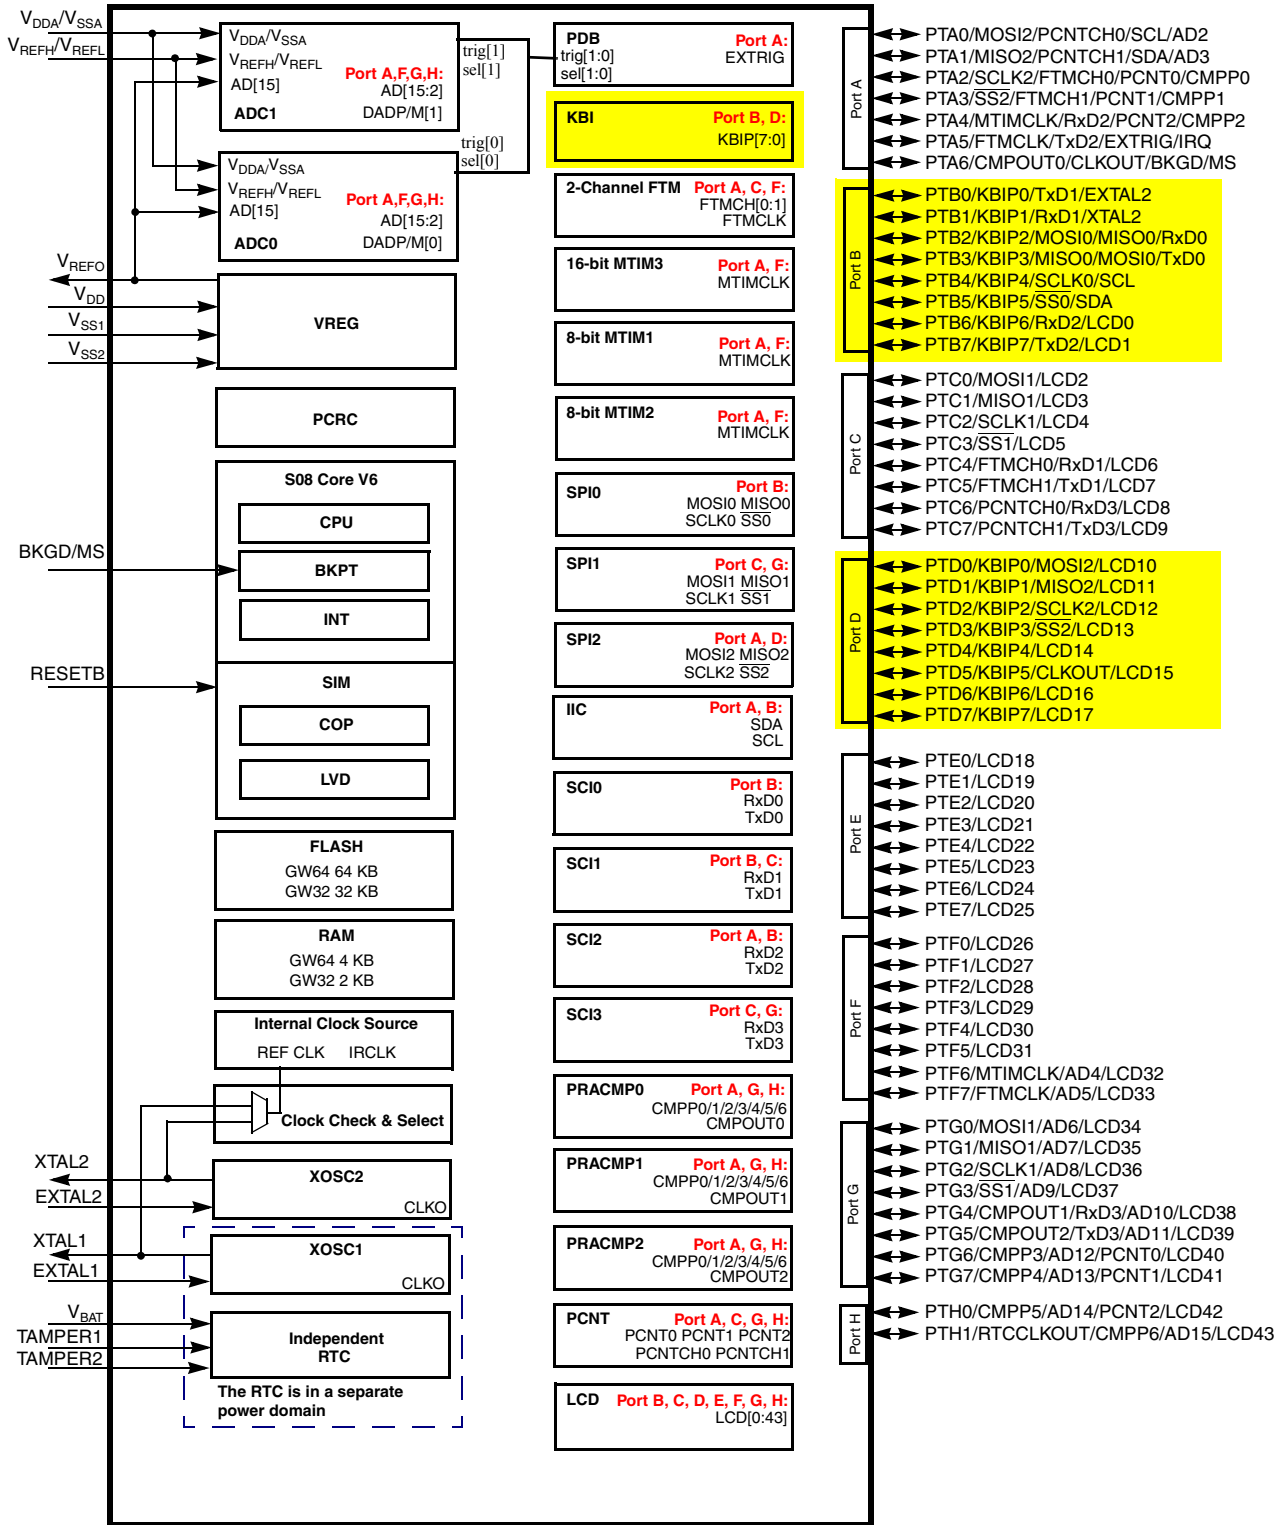 VDDA/VSSA
VREFH/VREFL
VREFO
VDD
VSS1
VSS2
BKGD/MS
RESETB
XTAL2
EXTAL2
XTAL1
EXTAL1
VBAT
TAMPER1
TAMPER2
VDDA/VSSA
VREFH/VREFL
AD[15]
Port A,F,G,H:
AD[15:2]
ADC1
DADP/M[1]
trig[1]
sel[1]
VDDA/VSSA
VREFH/VREFL
AD[15]
Port A,F,G,H:
AD[15:2]
ADC0
DADP/M[0]
trig[0]
sel[0]
VREG
PCRC
S08 Core V6
CPU
BKPT
INT
SIM
COP
LVD
FLASH
GW64 64 KB
GW32 32 KB
RAM
GW64 4 KB
GW32 2 KB
Internal Clock Source
REF CLK IRCLK
Clock Check & Select
XOSC2
CLKO
XOSC1
CLKO
Independent
RTC
The RTC is in a separate
power domain
PDB Port A:
trig[1:0] EXTRIG
sel[1:0]
KBI Port B, D:
KBIP[7:0]
2-Channel FTM Port A, C, F:
FTMCH[0:1]
FTMCLK
16-bit MTIM3 Port A, F:
MTIMCLK
8-bit MTIM1 Port A, F:
MTIMCLK
8-bit MTIM2 Port A, F:
MTIMCLK
SPI0 Port B:
MOSI0 MISO0
SCLK0 SS0
SPI1 Port C, G:
MOSI1 MISO1
SCLK1 SS1
SPI2 Port A, D:
MOSI2 MISO2
SCLK2 SS2
IIC Port A, B:
SDA
SCL
SCI0 Port B:
RxD0
TxD0
SCI1 Port B, C:
RxD1
TxD1
SCI2 Port A, B:
RxD2
TxD2
SCI3 Port C, G:
RxD3
TxD3
PRACMP0 Port A, G, H:
CMPP0/1/2/3/4/5/6
CMPOUT0
PRACMP1 Port A, G, H:
CMPP0/1/2/3/4/5/6
CMPOUT1
PRACMP2 Port A, G, H:
CMPP0/1/2/3/4/5/6
CMPOUT2
PCNT Port A, C, G, H:
PCNT0 PCNT1 PCNT2
PCNTCH0 PCNTCH1
LCD Port B, C, D, E, F, G, H:
LCD[0:43]
Port A
PTA0/MOSI2/PCNTCH0/SCL/AD2
PTA1/MISO2/PCNTCH1/SDA/AD3
PTA2/SCLK2/FTMCH0/PCNT0/CMPP0
PTA3/SS2/FTMCH1/PCNT1/CMPP1
PTA4/MTIMCLK/RxD2/PCNT2/CMPP2
PTA5/FTMCLK/TxD2/EXTRIG/IRQ
PTA6/CMPOUT0/CLKOUT/BKGD/MS
Port B
PTB0/KBIP0/TxD1/EXTAL2
PTB1/KBIP1/RxD1/XTAL2
PTB2/KBIP2/MOSI0/MISO0/RxD0
PTB3/KBIP3/MISO0/MOSI0/TxD0
PTB4/KBIP4/SCLK0/SCL
PTB5/KBIP5/SS0/SDA
PTB6/KBIP6/RxD2/LCD0
PTB7/KBIP7/TxD2/LCD1
Port C
PTC0/MOSI1/LCD2
PTC1/MISO1/LCD3
PTC2/SCLK1/LCD4
PTC3/SS1/LCD5
PTC4/FTMCH0/RxD1/LCD6
PTC5/FTMCH1/TxD1/LCD7
PTC6/PCNTCH0/RxD3/LCD8
PTC7/PCNTCH1/TxD3/LCD9
Port D
PTD0/KBIP0/MOSI2/LCD10
PTD1/KBIP1/MISO2/LCD11
PTD2/KBIP2/SCLK2/LCD12
PTD3/KBIP3/SS2/LCD13
PTD4/KBIP4/LCD14
PTD5/KBIP5/CLKOUT/LCD15
PTD6/KBIP6/LCD16
PTD7/KBIP7/LCD17
Port E
PTE0/LCD18
PTE1/LCD19
PTE2/LCD20
PTE3/LCD21
PTE4/LCD22
PTE5/LCD23
PTE6/LCD24
PTE7/LCD25
Port F
PTF0/LCD26
PTF1/LCD27
PTF2/LCD28
PTF3/LCD29
PTF4/LCD30
PTF5/LCD31
PTF6/MTIMCLK/AD4/LCD32
PTF7/FTMCLK/AD5/LCD33
Port G
PTG0/MOSI1/AD6/LCD34
PTG1/MISO1/AD7/LCD35
PTG2/SCLK1/AD8/LCD36
PTG3/SS1/AD9/LCD37
PTG4/CMPOUT1/RxD3/AD10/LCD38
PTG5/CMPOUT2/TxD3/AD11/LCD39
PTG6/CMPP3/AD12/PCNT0/LCD40
PTG7/CMPP4/AD13/PCNT1/LCD41
Port H
PTH0/CMPP5/AD14/PCNT2/LCD42
PTH1/RTCCLKOUT/CMPP6/AD15/LCD43